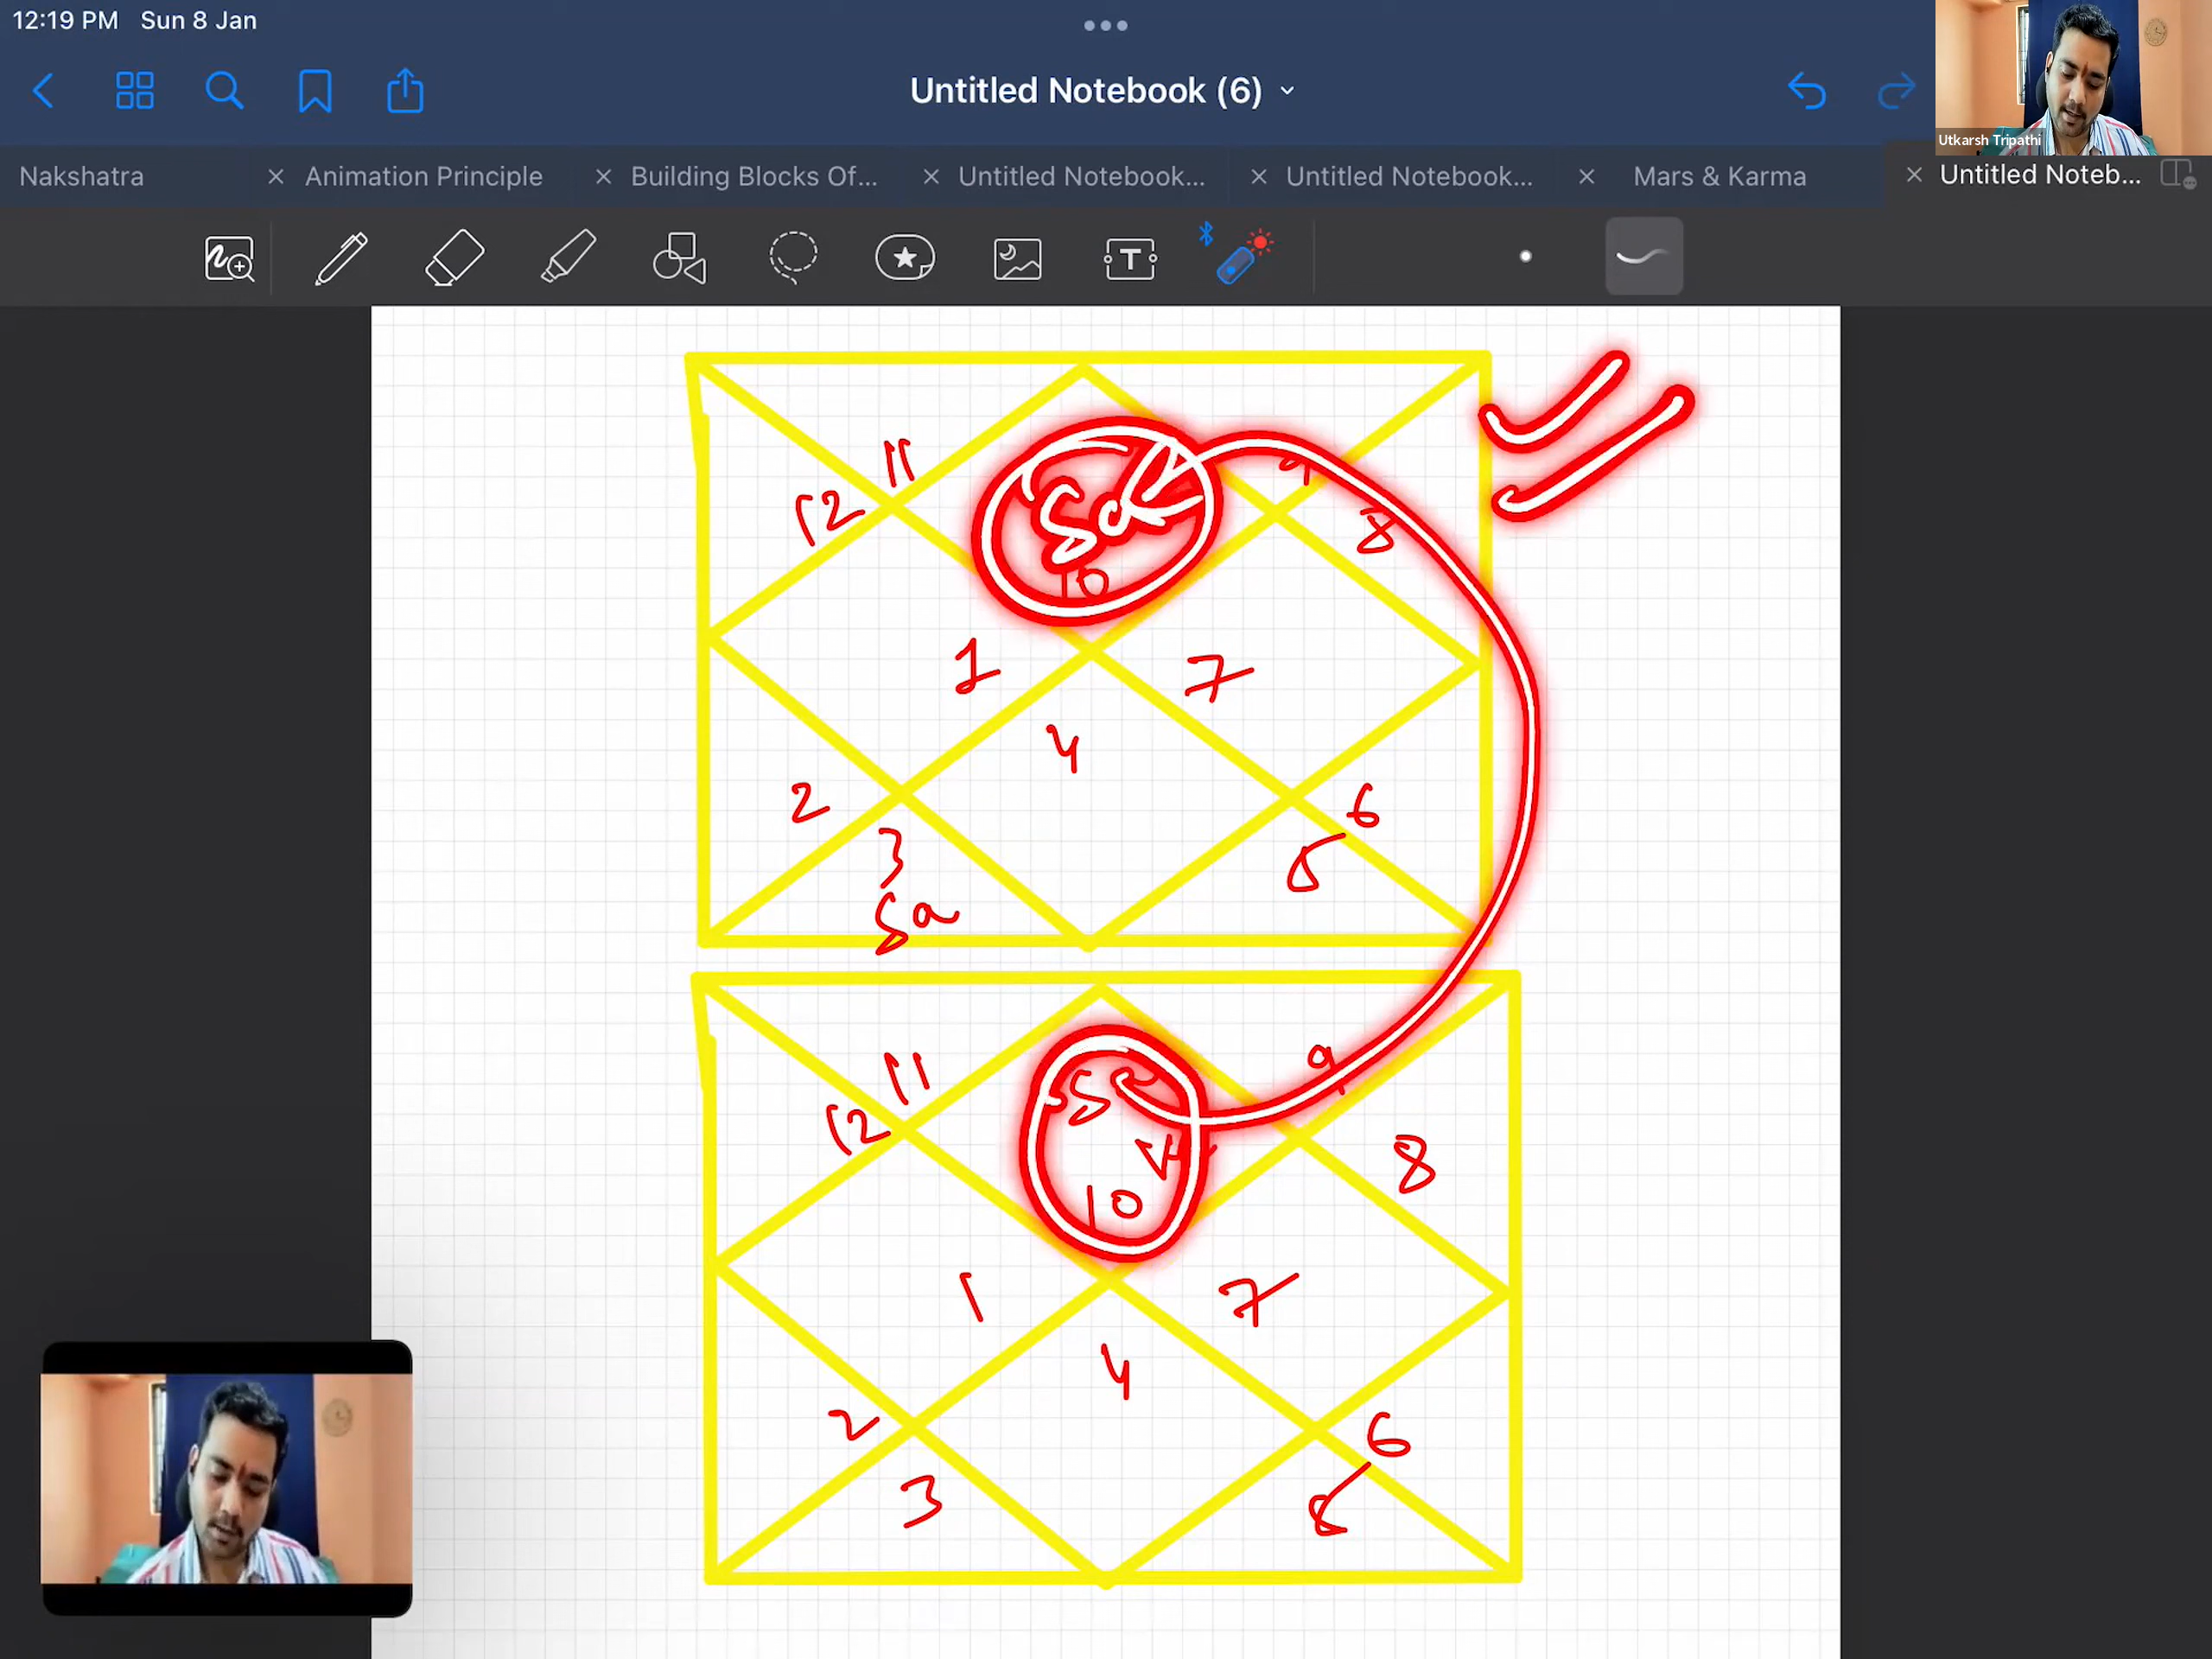 12:19 PM Sun 8 Jan
Untitled Notebook (6)
Utkarsh Tripathi
Nakshatra
Animation Principle
Building Blocks Of...
Untitled Notebook...
Untitled Notebook...
Mars & Karma
Untitled Noteb...
T
11
12
Sa
10
9
8
1
7
4
2
6
3
5
Sa
11
9
12
S
10
8
1
7
4
2
6
3